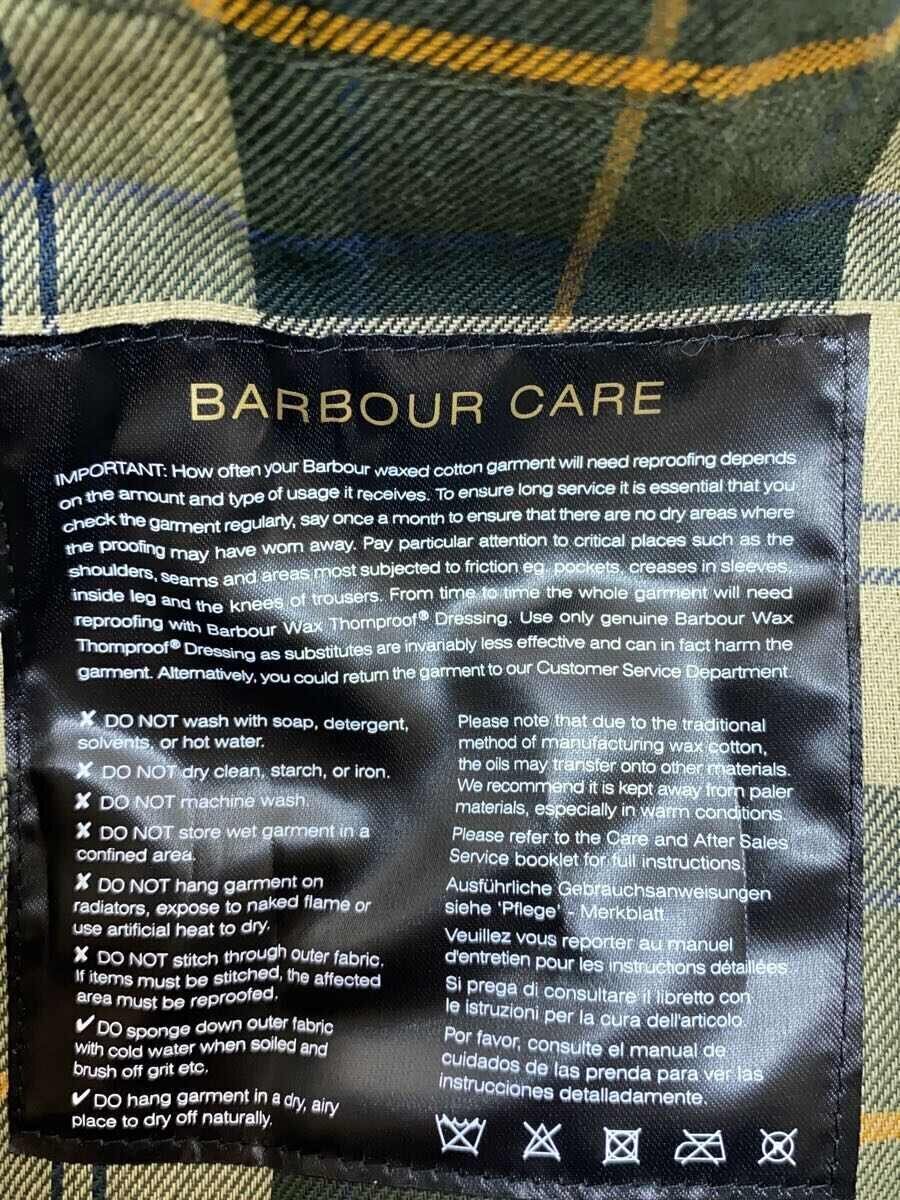 BARBOUR CARE
IMPORTANT: How often your Barbour waxed cotton garment will need reproofing depends
on the amount and type of usage it receives. To ensure long service it is essential that you
check the garment regularly, say once a month to ensure that there are no dry areas where
the proofing may have worn away. Pay particular attention to critical places such as the
shoulders, seams and areas most subjected to friction eg. pockets, creases in sleeves,
inside leg and the knees of trousers. From time to time the whole garment will need
reproofing with Barbour Wax Thornproof® Dressing. Use only genuine Barbour Wax
Thornproof® Dressing as substitutes are invariably less effective and can in fact harm the
garment. Alternatively, you could return the garment to our Customer Service Department.
✘ DO NOT wash with soap, detergent,
solvents, or hot water.
✘ DO NOT dry clean, starch, or iron.
✘ DO NOT machine wash.
✘ DO NOT store wet garment in a
confined area.
✘ DO NOT hang garment on
radiators, expose to naked flame or
use artificial heat to dry.
✘ DO NOT stitch through outer fabric.
If items must be stitched, the affected
area must be reproofed.
✔ DO sponge down outer fabric
with cold water when soiled and
brush off grit etc.
✔ DO hang garment in a dry, airy
place to dry off naturally.
Please note that due to the traditional
method of manufacturing wax cotton,
the oils may transfer onto other materials.
We recommend it is kept away from paler
materials, especially in warm conditions.
Please refer to the Care and After Sales
Service booklet for full instructions.
Ausführliche Gebrauchsanweisungen
siehe 'Pflege' - Merkblatt
Veuillez vous reporter au manuel
d'entretien pour les instructions détaillées.
Si prega di consultare il libretto con
le istruzioni per la cura dell'articolo.
Por favor, consulte el manual de
cuidados de las prenda para ver las
instrucciones detalladamente.